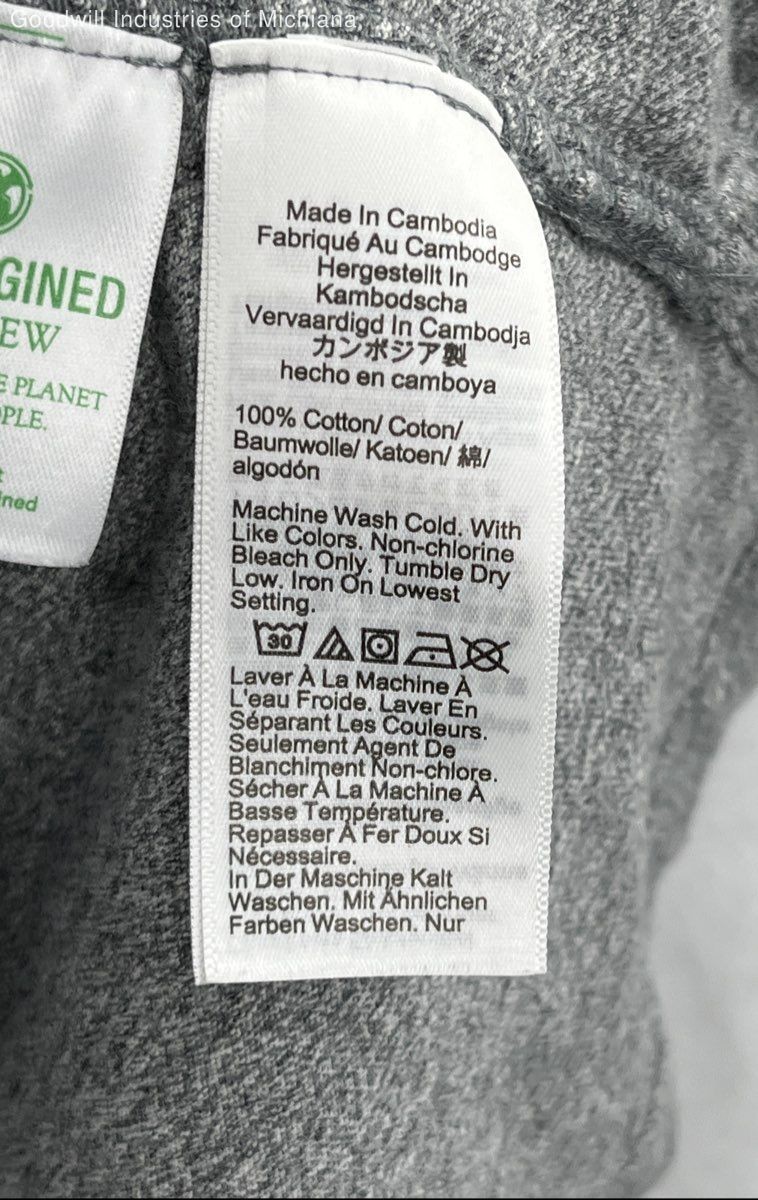 Goodwill Industries of Michiana,
GINED
EW
E PLANET
PLE.
t
ined
Made In Cambodia
Fabriqué Au Cambodge
Hergestellt In
Kambodscha
Vervaardigd In Cambodja
カンボジア製
hecho en camboya
100% Cotton/ Coton/
Baumwolle/ Katoen/ 綿/
algodón
Machine Wash Cold. With
Like Colors. Non-chlorine
Bleach Only. Tumble Dry
Low. Iron On Lowest
Setting.
30
Laver À La Machine À
L'eau Froide. Laver En
Séparant Les Couleurs.
Seulement Agent De
Blanchiment Non-chlore.
Sécher À La Machine À
Basse Température.
Repasser À Fer Doux Si
Nécessaire.
In Der Maschine Kalt
Waschen. Mit Ähnlichen
Farben Waschen. Nur